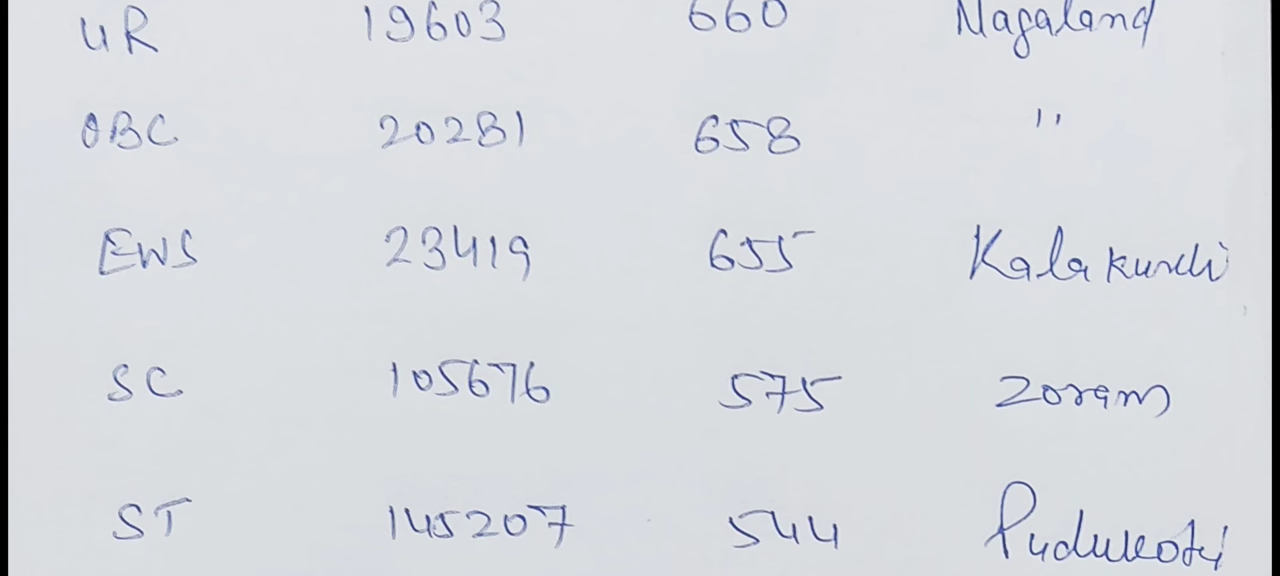 UR 19603 660 Nagaland
OBC 20281 658 "
EWS 23419 655 Kalakurchi
SC 105676 575 Zoram
ST 145207 544 Pudukoti